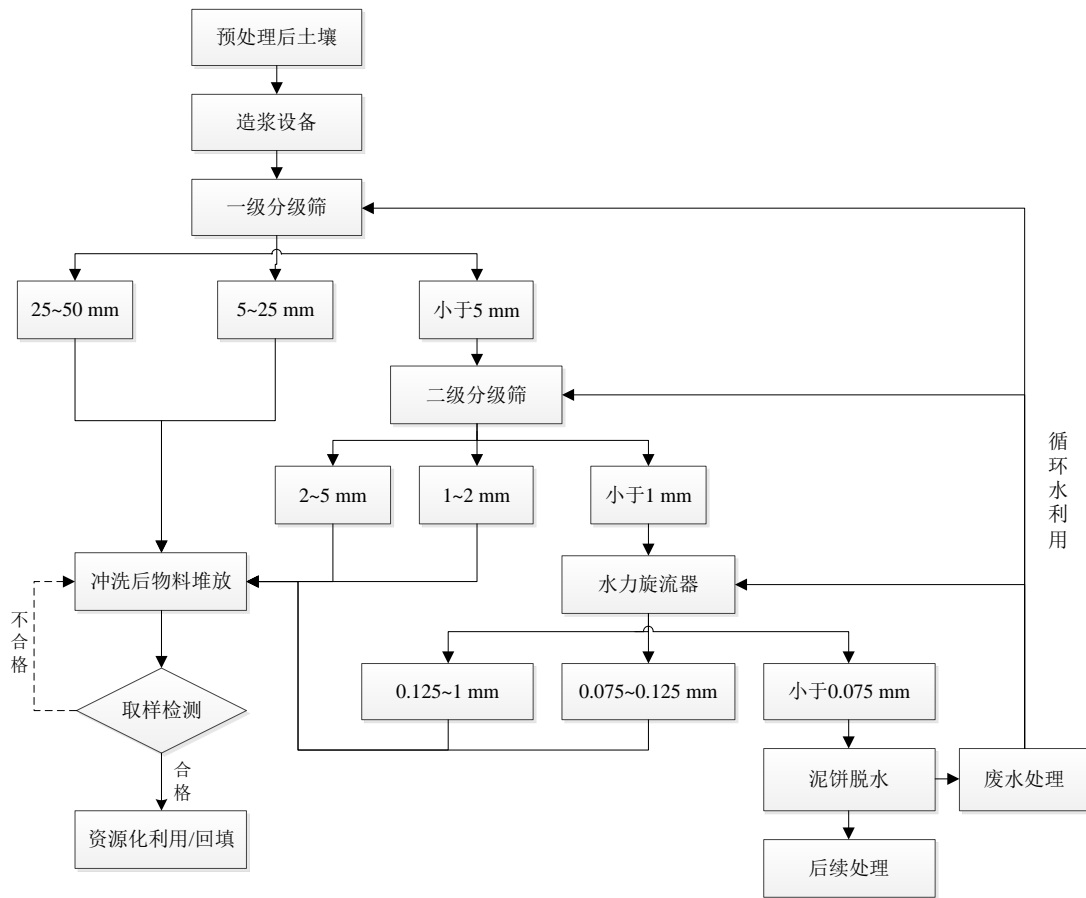 预处理后土壤
造浆设备
一级分级筛
25~50 mm
5~25 mm
小于5 mm
二级分级筛
循环水利用
2~5 mm
1~2 mm
小于1 mm
冲洗后物料堆放
水力旋流器
不合格
0.125~1 mm
0.075~0.125 mm
小于0.075 mm
取样检测
合格
泥饼脱水
废水处理
资源化利用/回填
后续处理